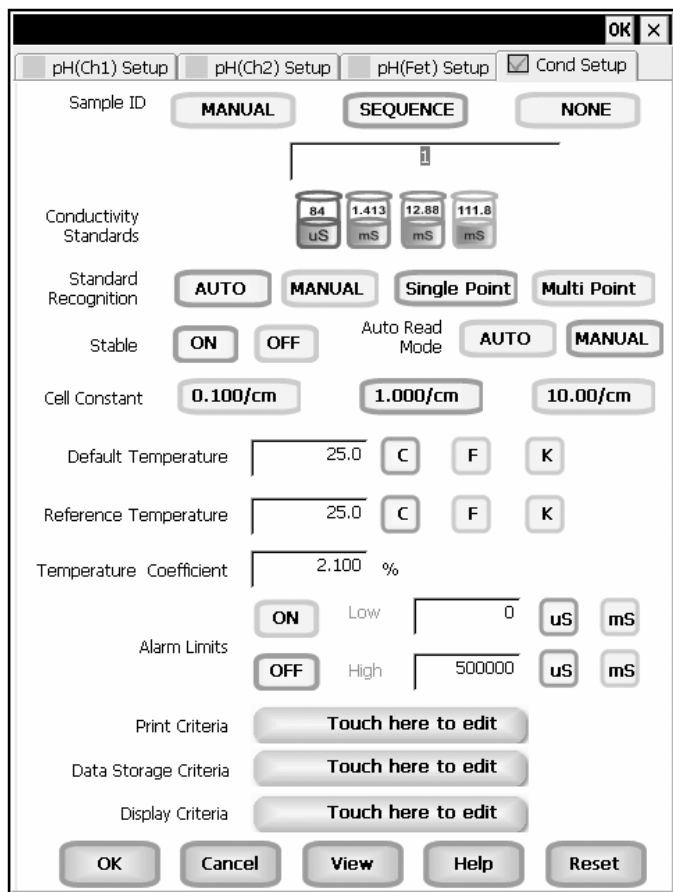 OK ×
pH(Ch1) Setup pH(Ch2) Setup pH(Fet) Setup Cond Setup
Sample ID MANUAL SEQUENCE NONE
1
84 1.413 12.88 111.8
uS mS mS mS
Conductivity
Standards
Standard
Recognition AUTO MANUAL Single Point Multi Point
Stable ON OFF Auto Read
Mode AUTO MANUAL
Cell Constant 0.100/cm 1.000/cm 10.00/cm
Default Temperature 25.0 C F K
Reference Temperature 25.0 C F K
Temperature Coefficient 2.100 %
Alarm Limits
ON Low 0 uS mS
OFF High 500000 uS mS
Print Criteria Touch here to edit
Data Storage Criteria Touch here to edit
Display Criteria Touch here to edit
OK Cancel View Help Reset